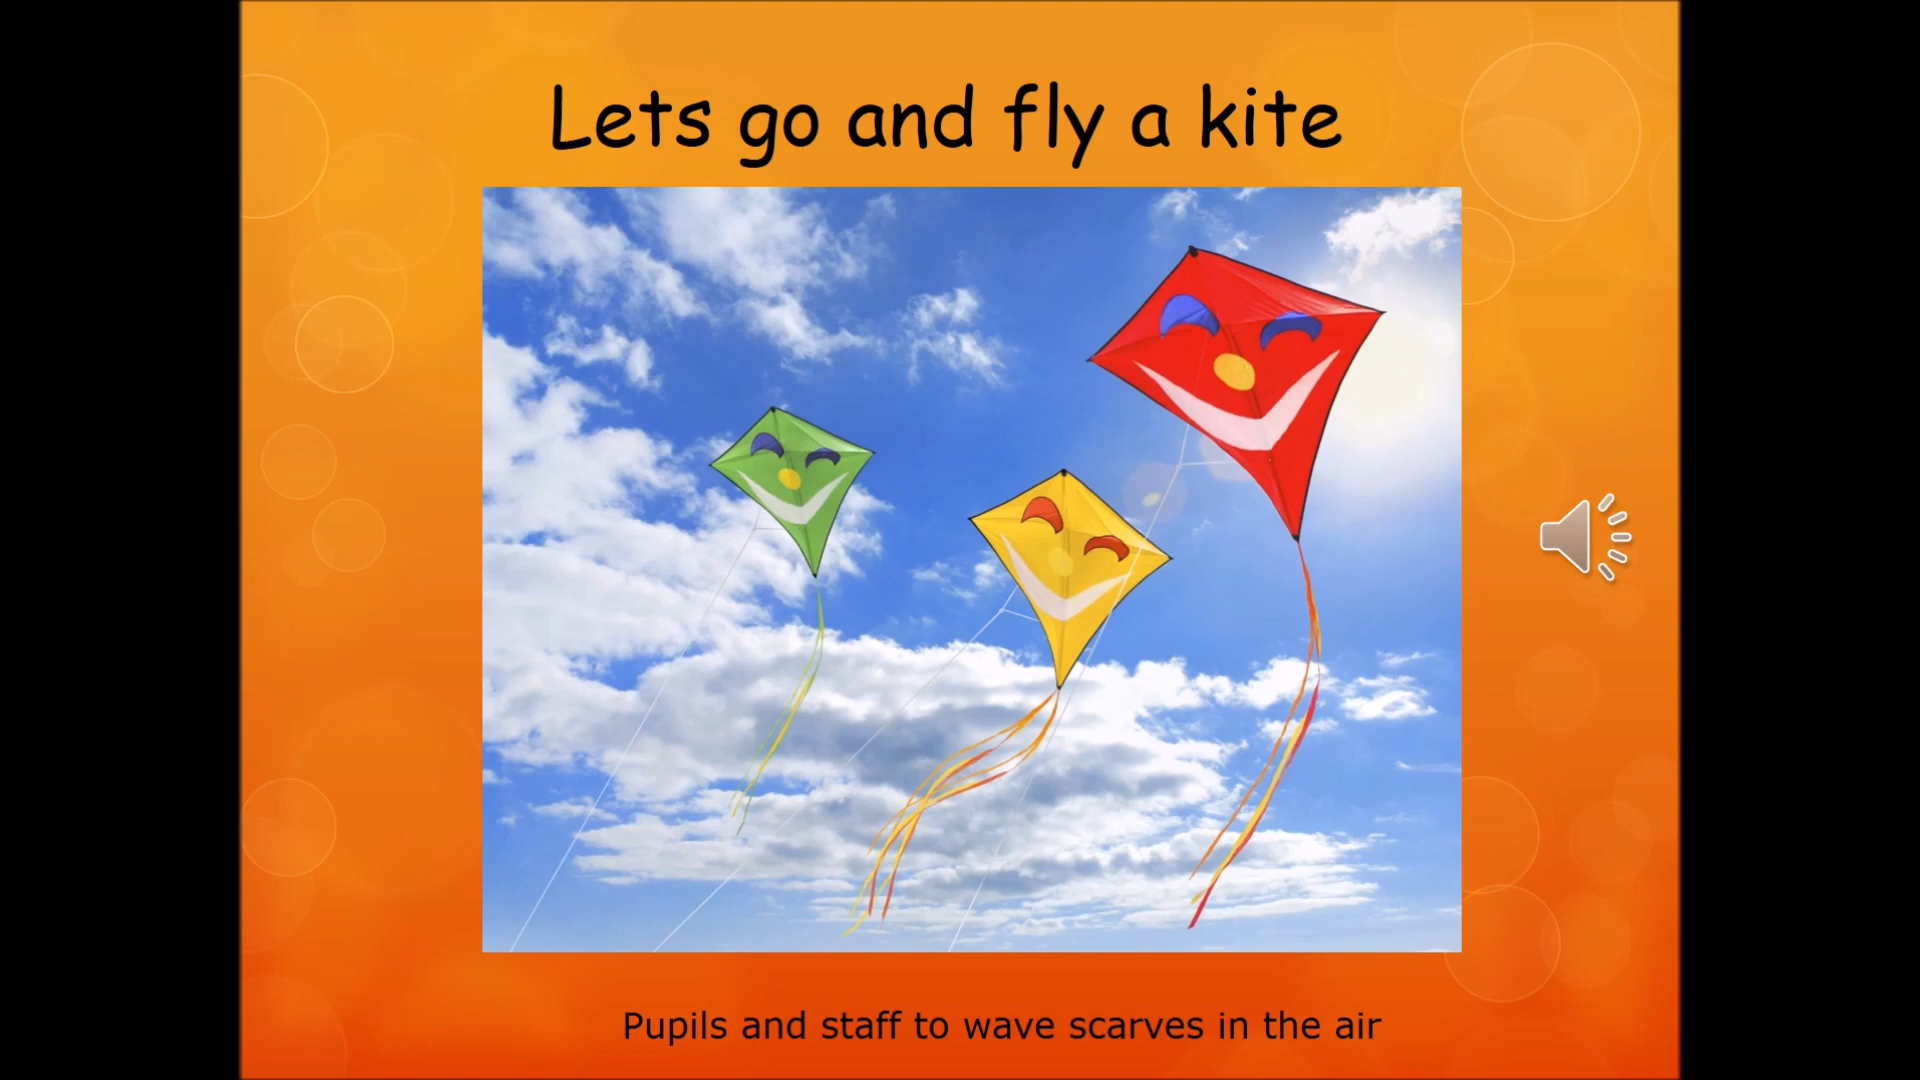 Lets go and fly a kite
Pupils and staff to wave scarves in the air